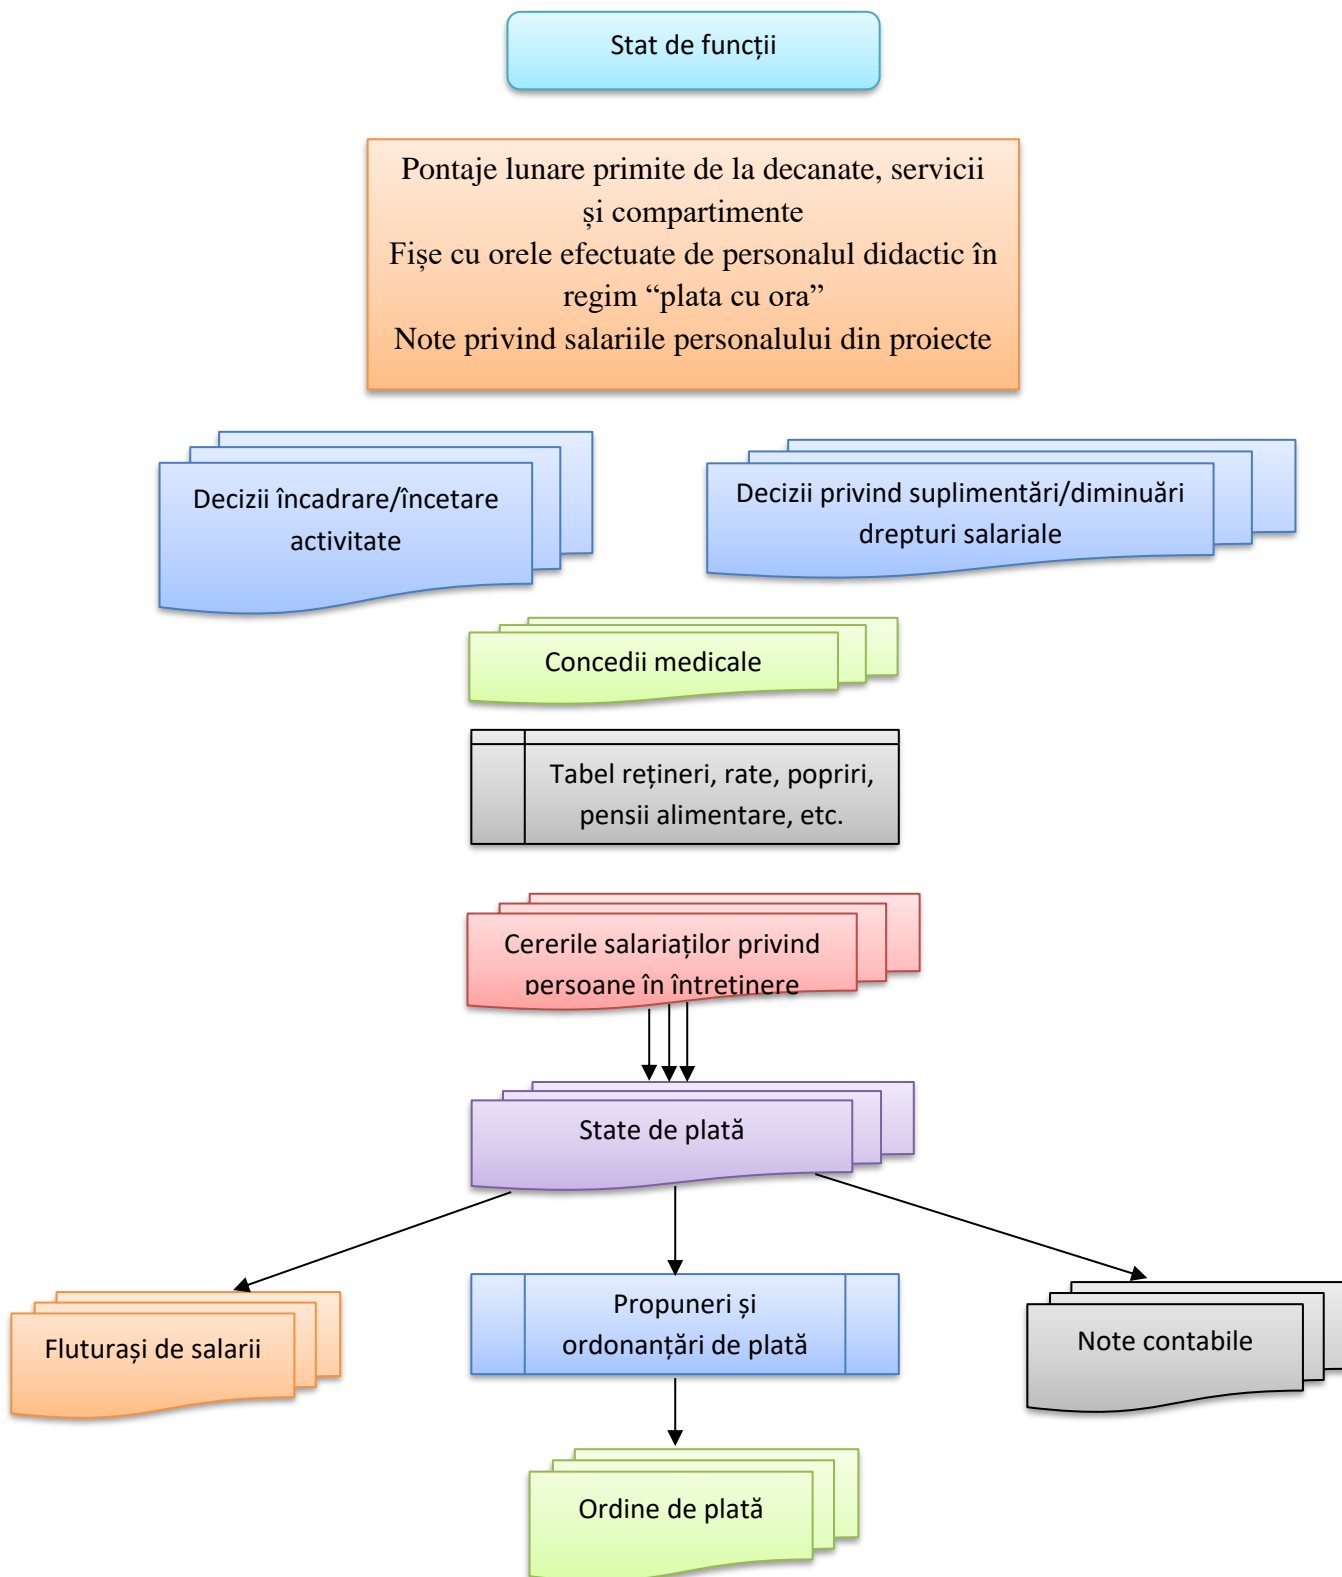 Stat de funcții
Pontaje lunare primite de la decanate, servicii
și compartimente
Fișe cu orele efectuate de personalul didactic în
regim “plata cu ora”
Note privind salariile personalului din proiecte
Decizii încadrare/încetare
activitate
Decizii privind suplimentări/diminuări
drepturi salariale
Concedii medicale
Tabel rețineri, rate, popriri,
pensii alimentare, etc.
Cererile salariaților privind
persoane în întreținere
State de plată
Fluturași de salarii
Propuneri și
ordonanțări de plată
Note contabile
Ordine de plată